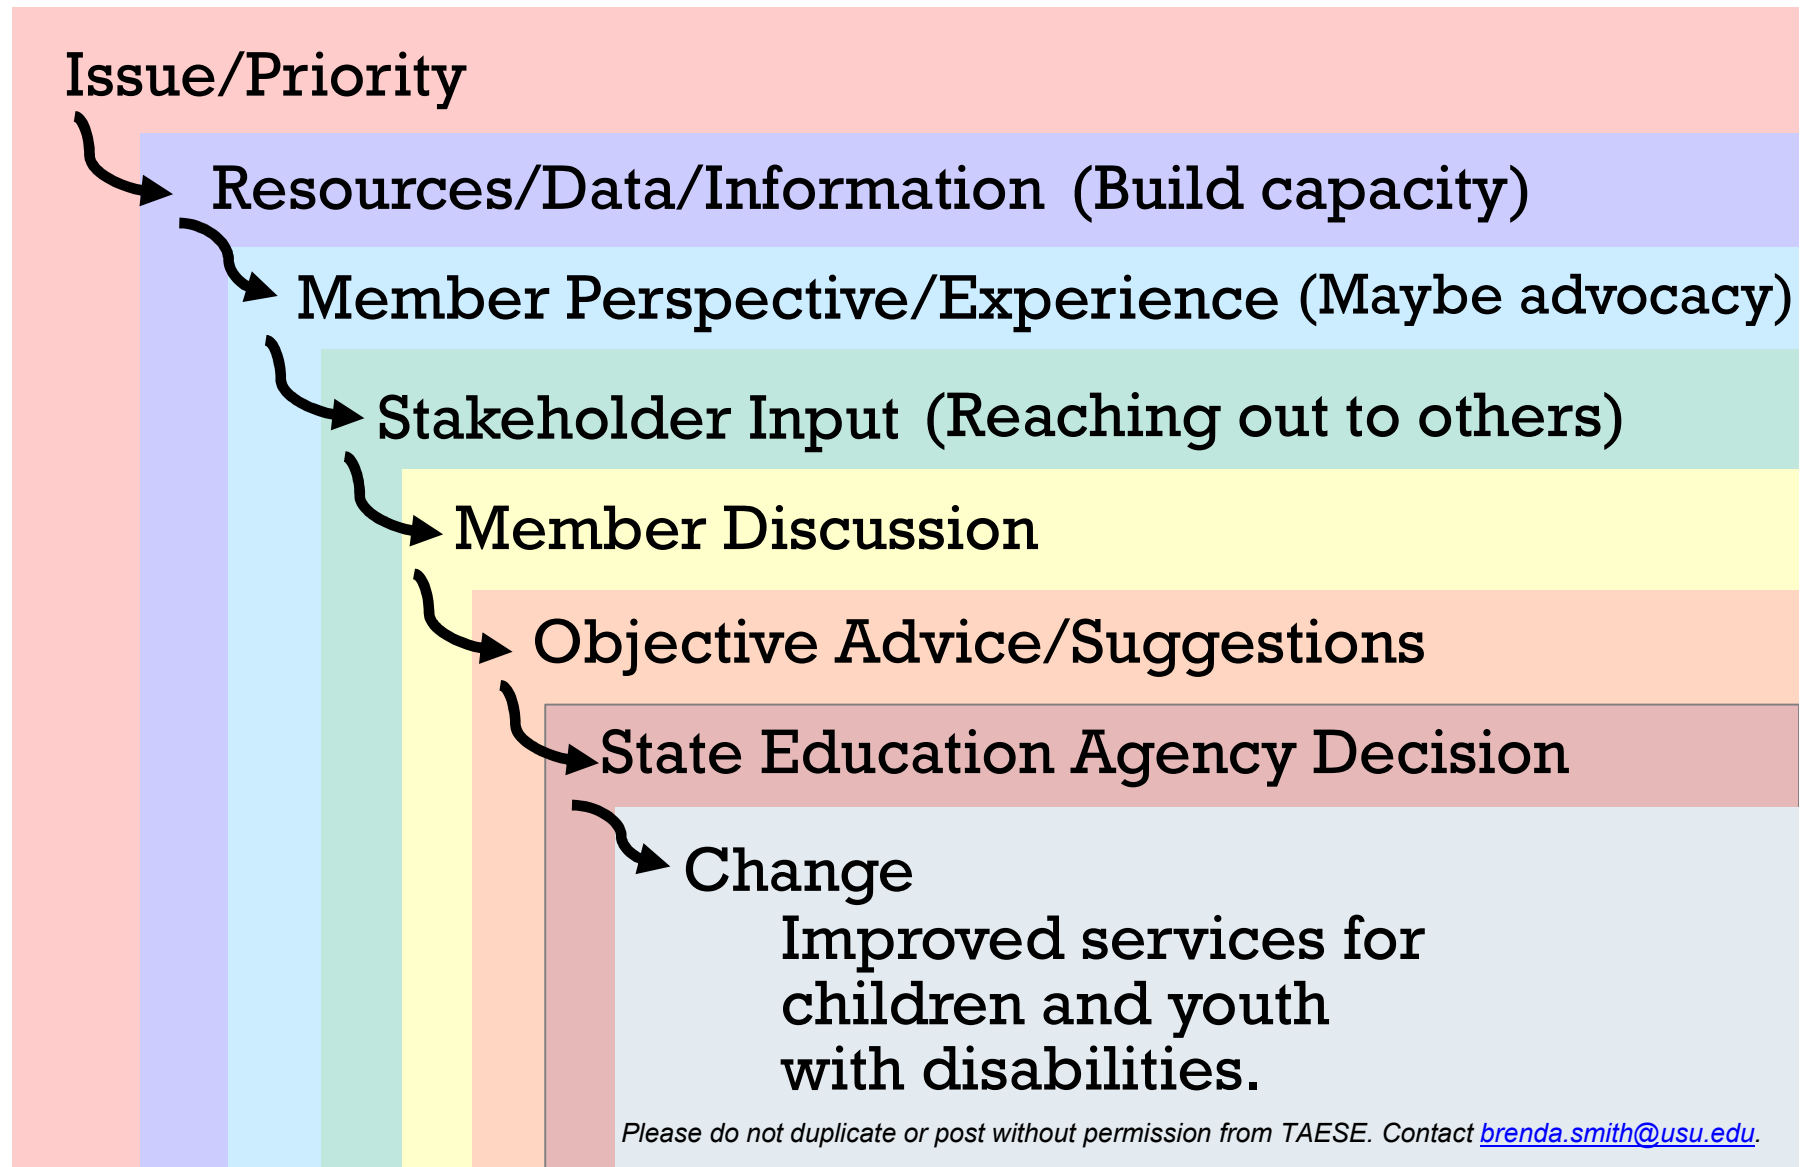 Issue/Priority
Resources/Data/Information (Build capacity)
Member Perspective/Experience (Maybe advocacy)
Stakeholder Input (Reaching out to others)
Member Discussion
Objective Advice/Suggestions
State Education Agency Decision
Change
Improved services for
children and youth
with disabilities.
Please do not duplicate or post without permission from TAESE. Contact brenda.smith@usu.edu.